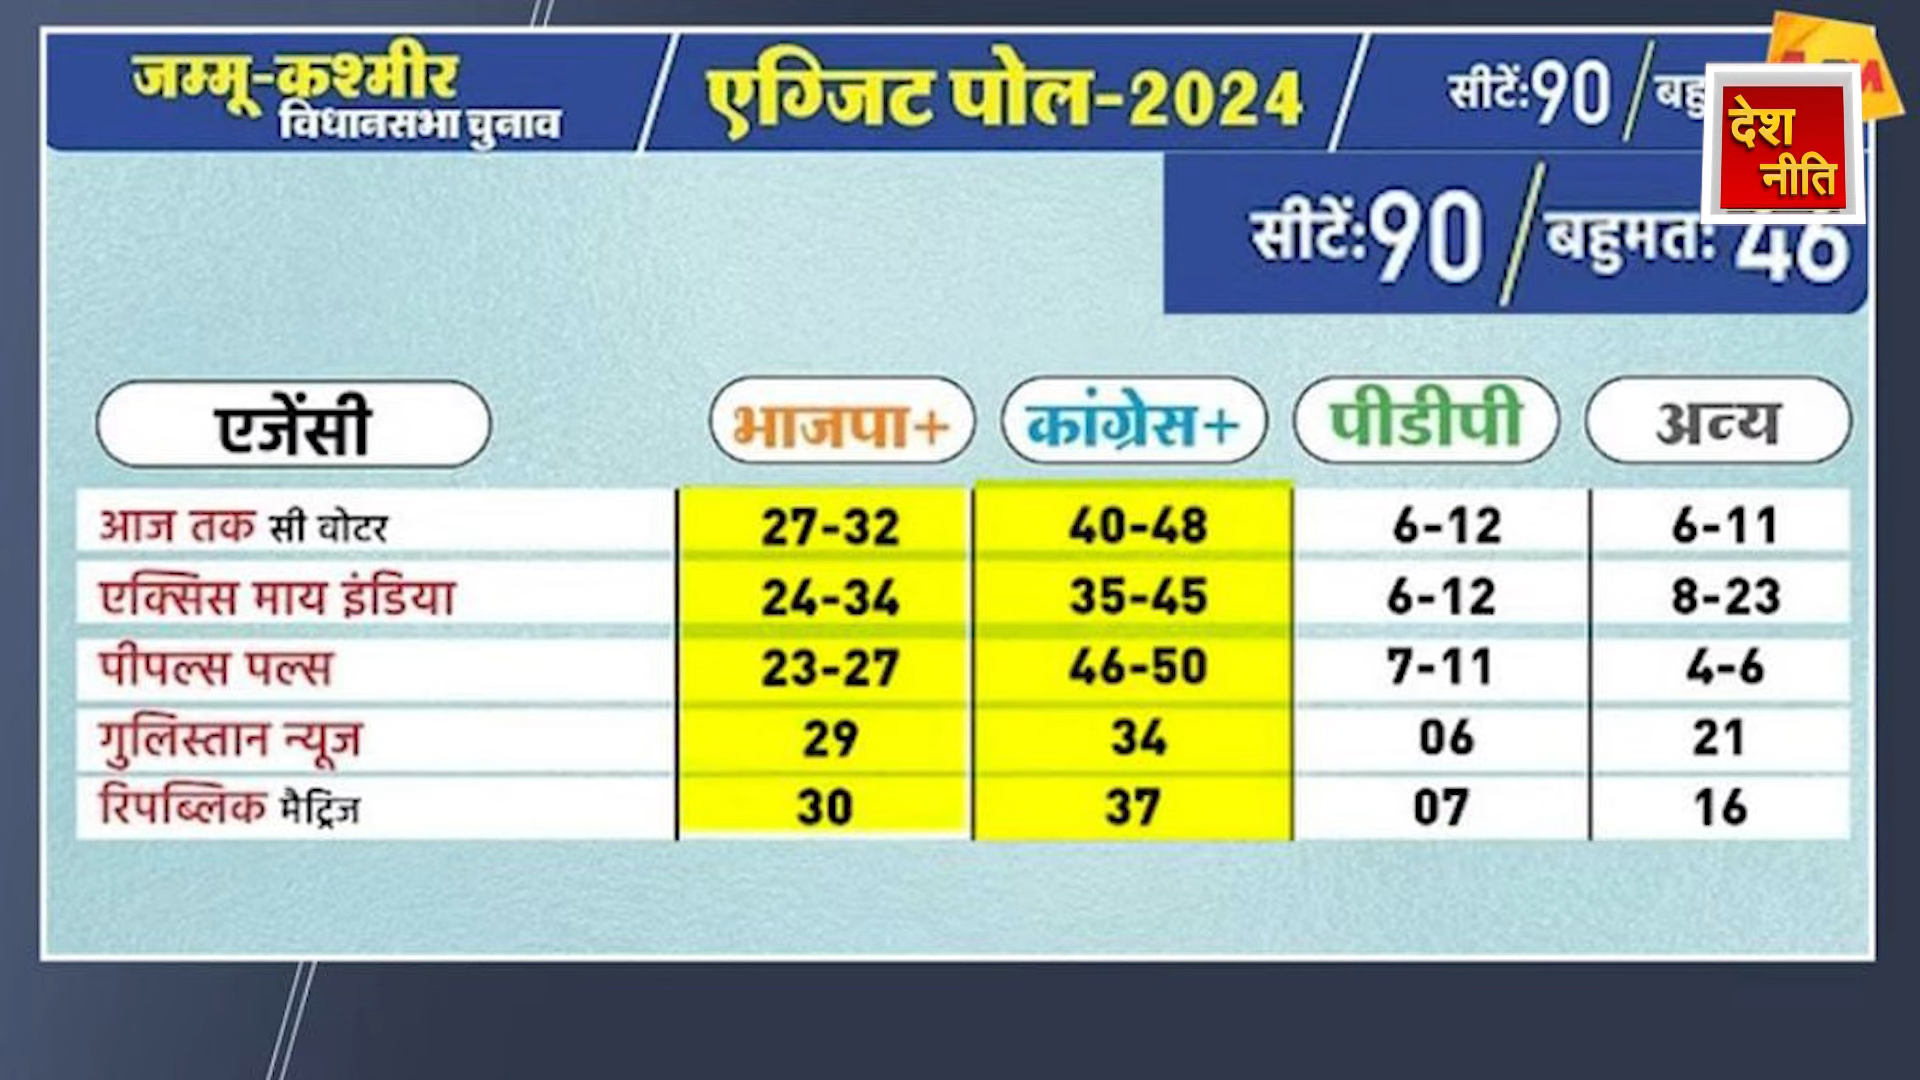 जम्मू-कश्मीर
विधानसभा चुनाव
एग्जिट पोल-2024
सीटें:90
देश
नीति
सीटें:90 / बहुमत: 46
एजेंसी भाजपा+ कांग्रेस+ पीडीपी अन्य
आज तक सी वोटर 27-32 40-48 6-12 6-11
एक्सिस माय इंडिया 24-34 35-45 6-12 8-23
पीपल्स पल्स 23-27 46-50 7-11 4-6
गुलिस्तान न्यूज 29 34 06 21
रिपब्लिक मैट्रिज 30 37 07 16